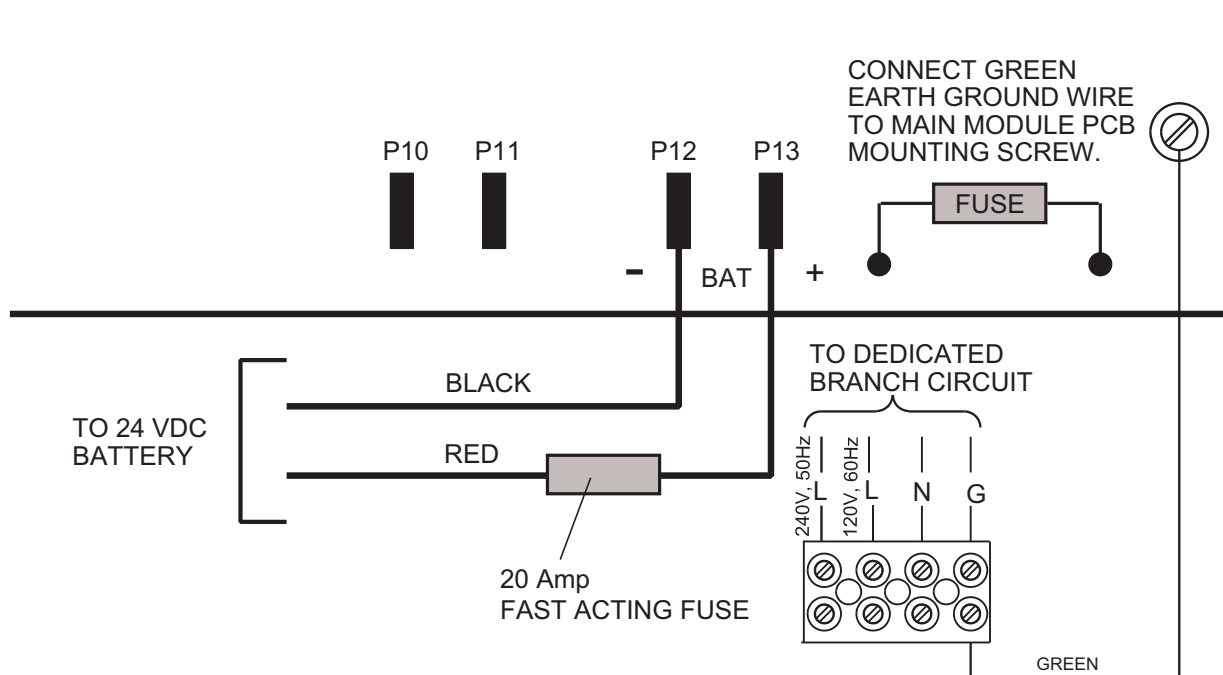 CONNECT GREEN
EARTH GROUND WIRE
TO MAIN MODULE PCB
MOUNTING SCREW.
P10 P11 P12 P13
FUSE
- BAT +
TO DEDICATED
BRANCH CIRCUIT
BLACK
TO 24 VDC
BATTERY
RED
240V, 50Hz
L
120V, 60Hz
L
N
G
20 Amp
FAST ACTING FUSE
GREEN